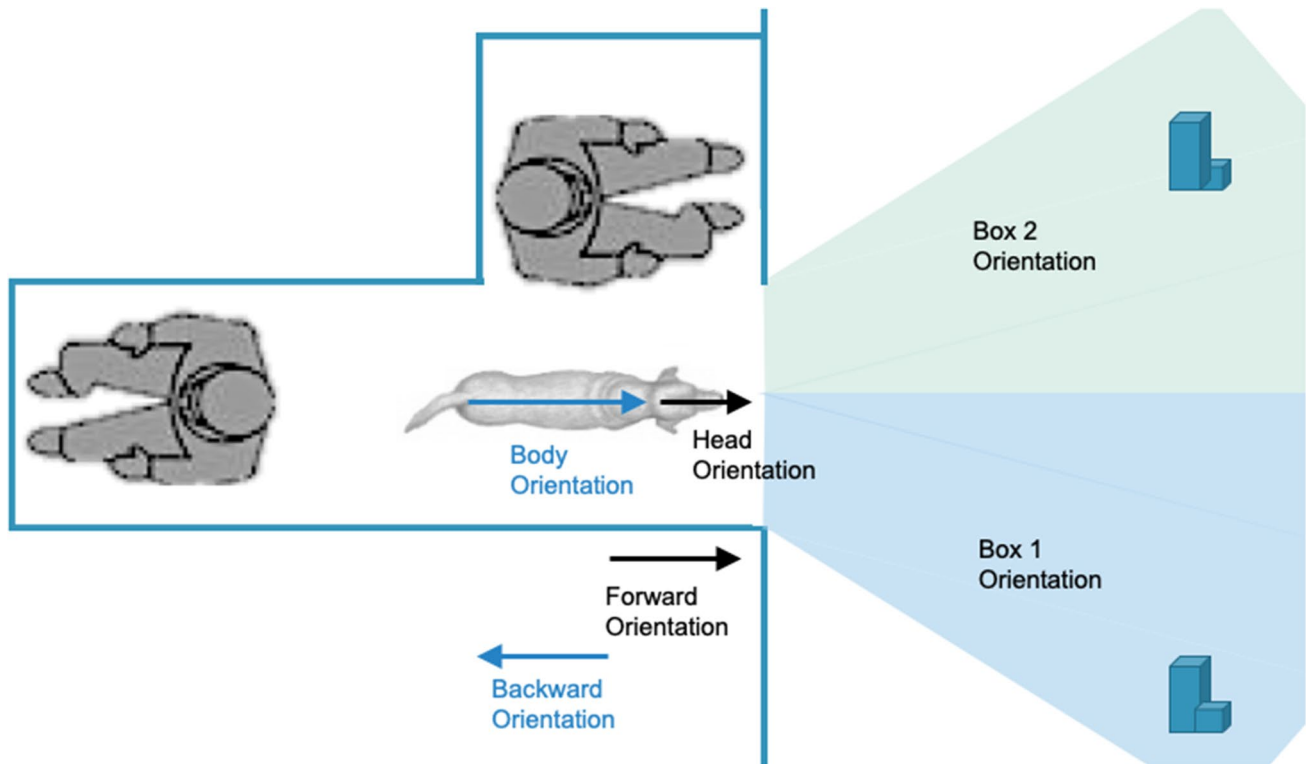 Box 2
Orientation
Body
Orientation
Head
Orientation
Box 1
Orientation
Forward
Orientation
Backward
Orientation